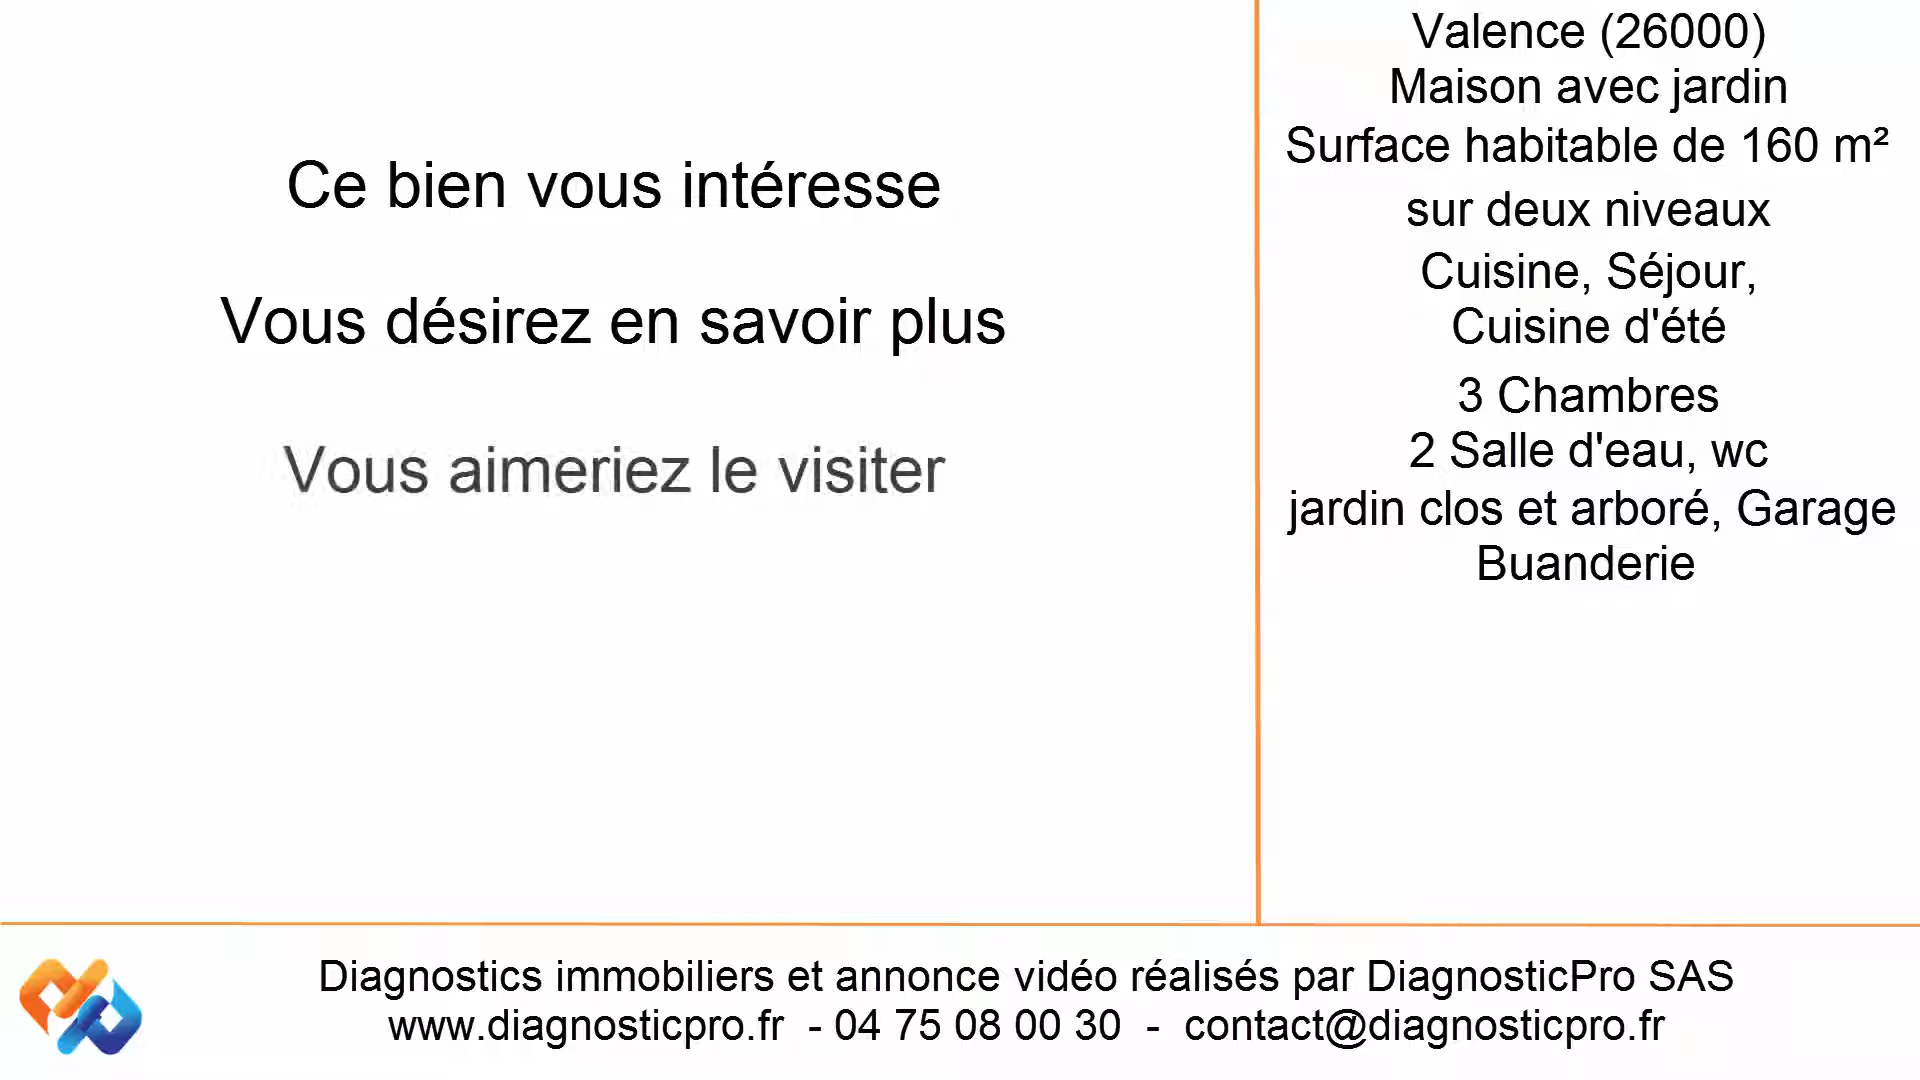 Ce bien vous intéresse
Vous désirez en savoir plus
Vous aimeriez le visiter
Valence (26000)
Maison avec jardin
Surface habitable de 160 m²
sur deux niveaux
Cuisine, Séjour,
Cuisine d'été
3 Chambres
2 Salle d'eau, wc
jardin clos et arboré, Garage
Buanderie
Diagnostics immobiliers et annonce vidéo réalisés par DiagnosticPro SAS
www.diagnosticpro.fr - 04 75 08 00 30 - contact@diagnosticpro.fr